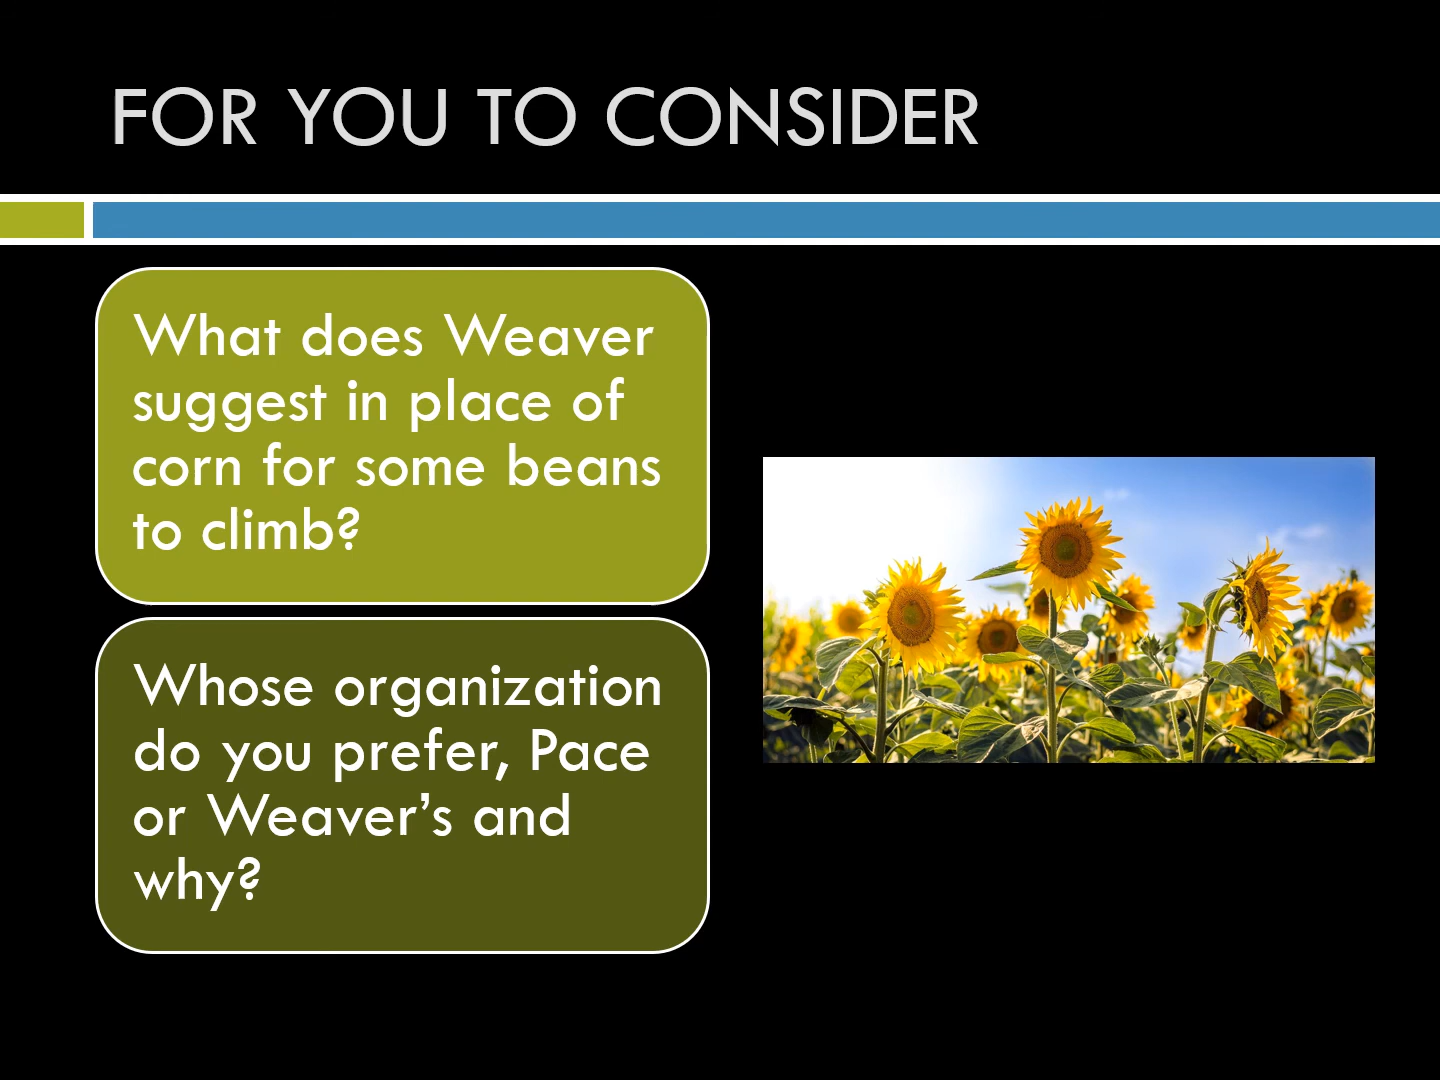 FOR YOU TO CONSIDER
What does Weaver
suggest in place of
corn for some beans
to climb?
Whose organization
do you prefer, Pace
or Weaver’s and
why?